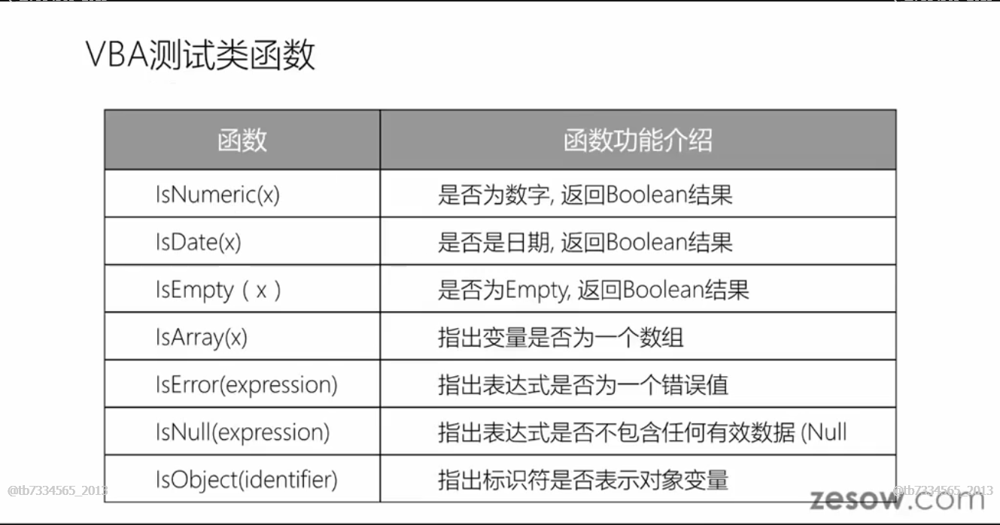 VBA测试类函数
函数 函数功能介绍
IsNumeric(x) 是否为数字, 返回Boolean结果
IsDate(x) 是否是日期, 返回Boolean结果
IsEmpty（x） 是否为Empty, 返回Boolean结果
IsArray(x) 指出变量是否为一个数组
IsError(expression) 指出表达式是否为一个错误值
IsNull(expression) 指出表达式是否不包含任何有效数据 (Null
IsObject(identifier) 指出标识符是否表示对象变量
@tb7334565_2013 @tb7334565_2013
zesow.com